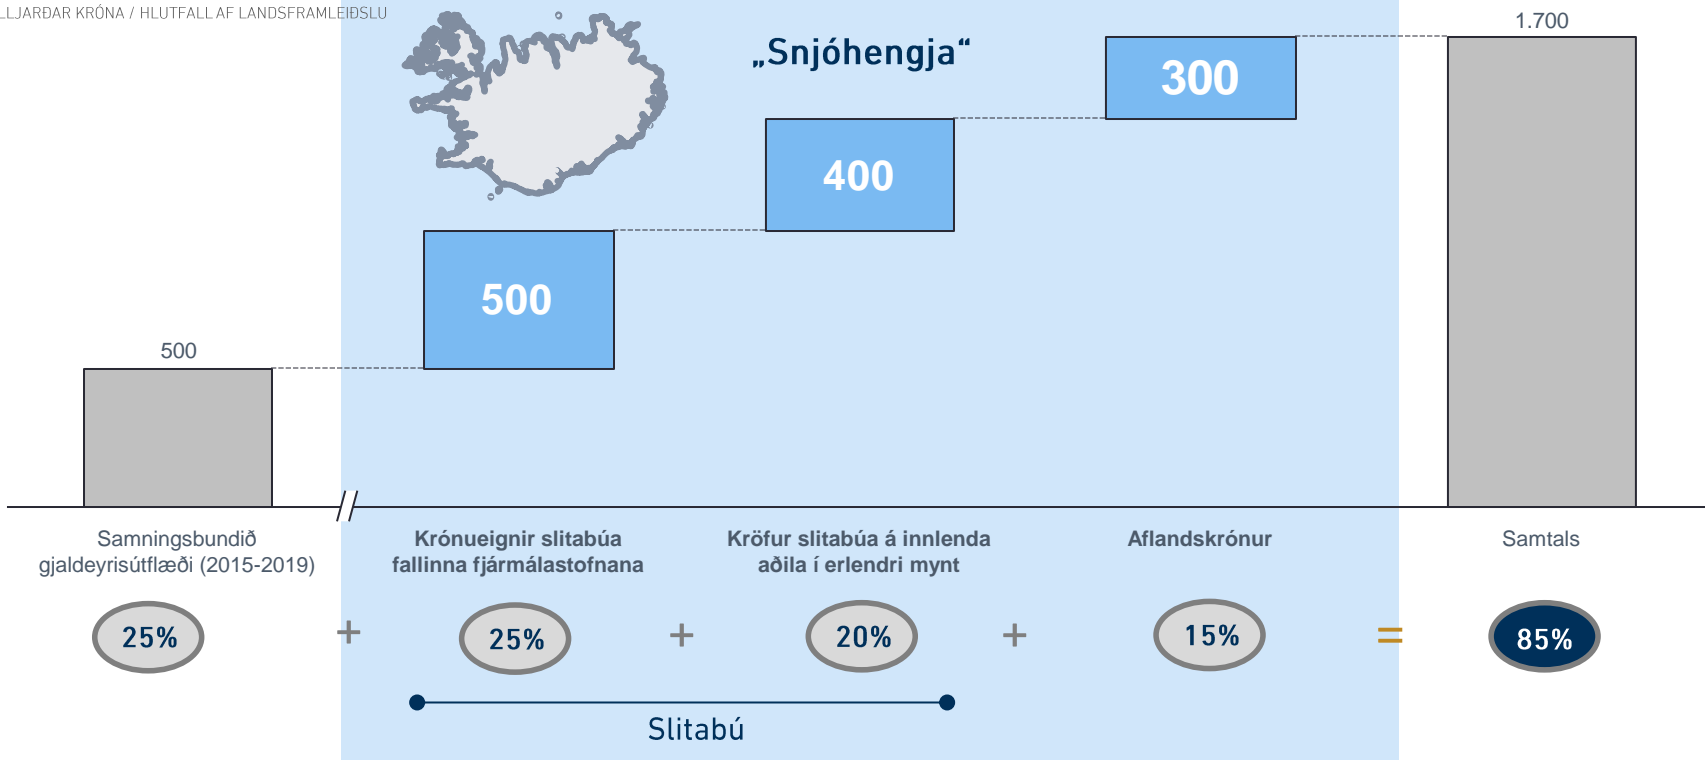 KRÓNA / HLUTFALL AF LANDSFRAMLEIÐSLU
„Snjóhengja“
1.700
300
400
500
500
Samningsbundið
gjaldeyrisútflæði (2015-2019)
Krónueignir slitabúa
fallinna fjármálastofnana
Kröfur slitabúa á innlenda
aðila í erlendri mynt
Aflandskrónur
Samtals
25% + 25% + 20% + 15% = 85%
Slitabú